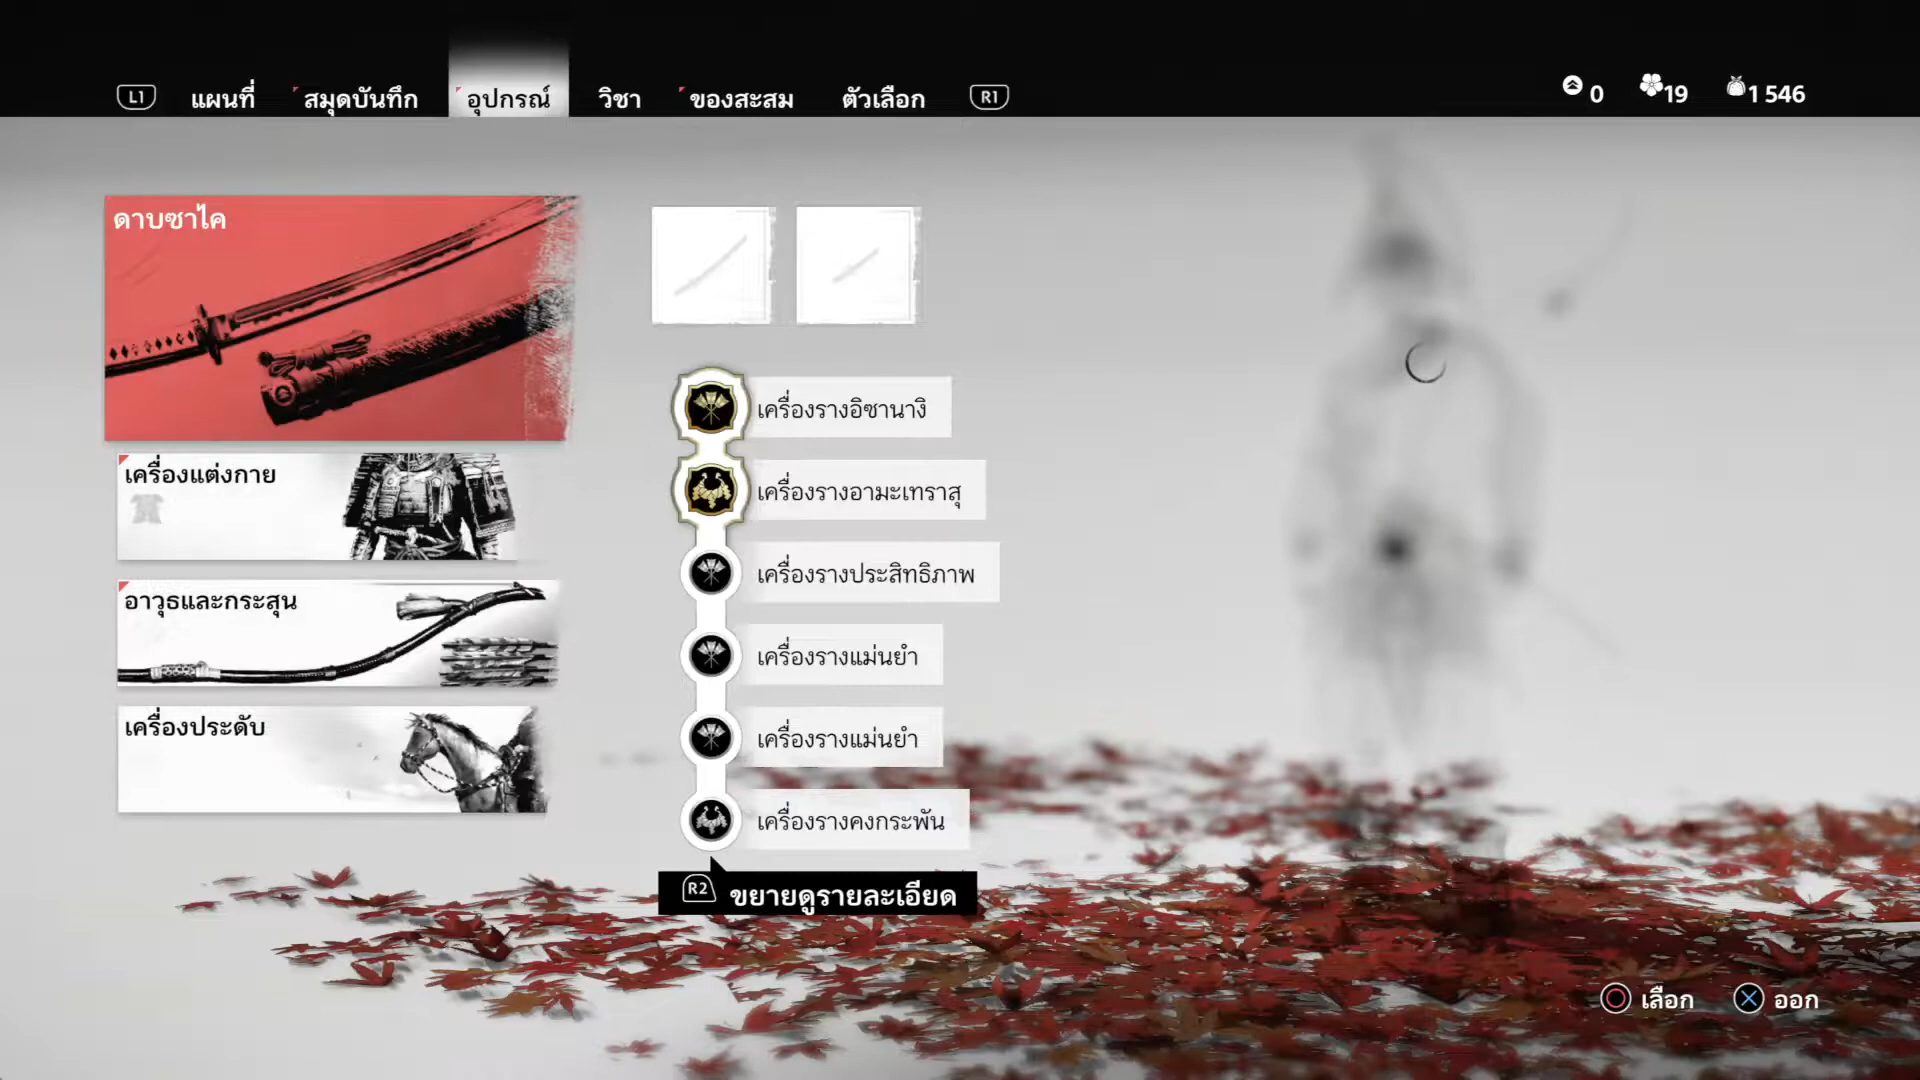 L1 แผนที่ สมุดบันทึก อุปกรณ์ วิชา ของสะสม ตัวเลือก R1 0 19 1 546
ดาบซาไค
เครื่องแต่งกาย
อาวุธและกระสุน
เครื่องประดับ
เครื่องรางอิซานางิ
เครื่องรางอามะเทราสุ
เครื่องรางประสิทธิภาพ
เครื่องรางแม่นยำ
เครื่องรางแม่นยำ
เครื่องรางคงกระพัน
R2 ขยายดูรายละเอียด
เลือก ออก